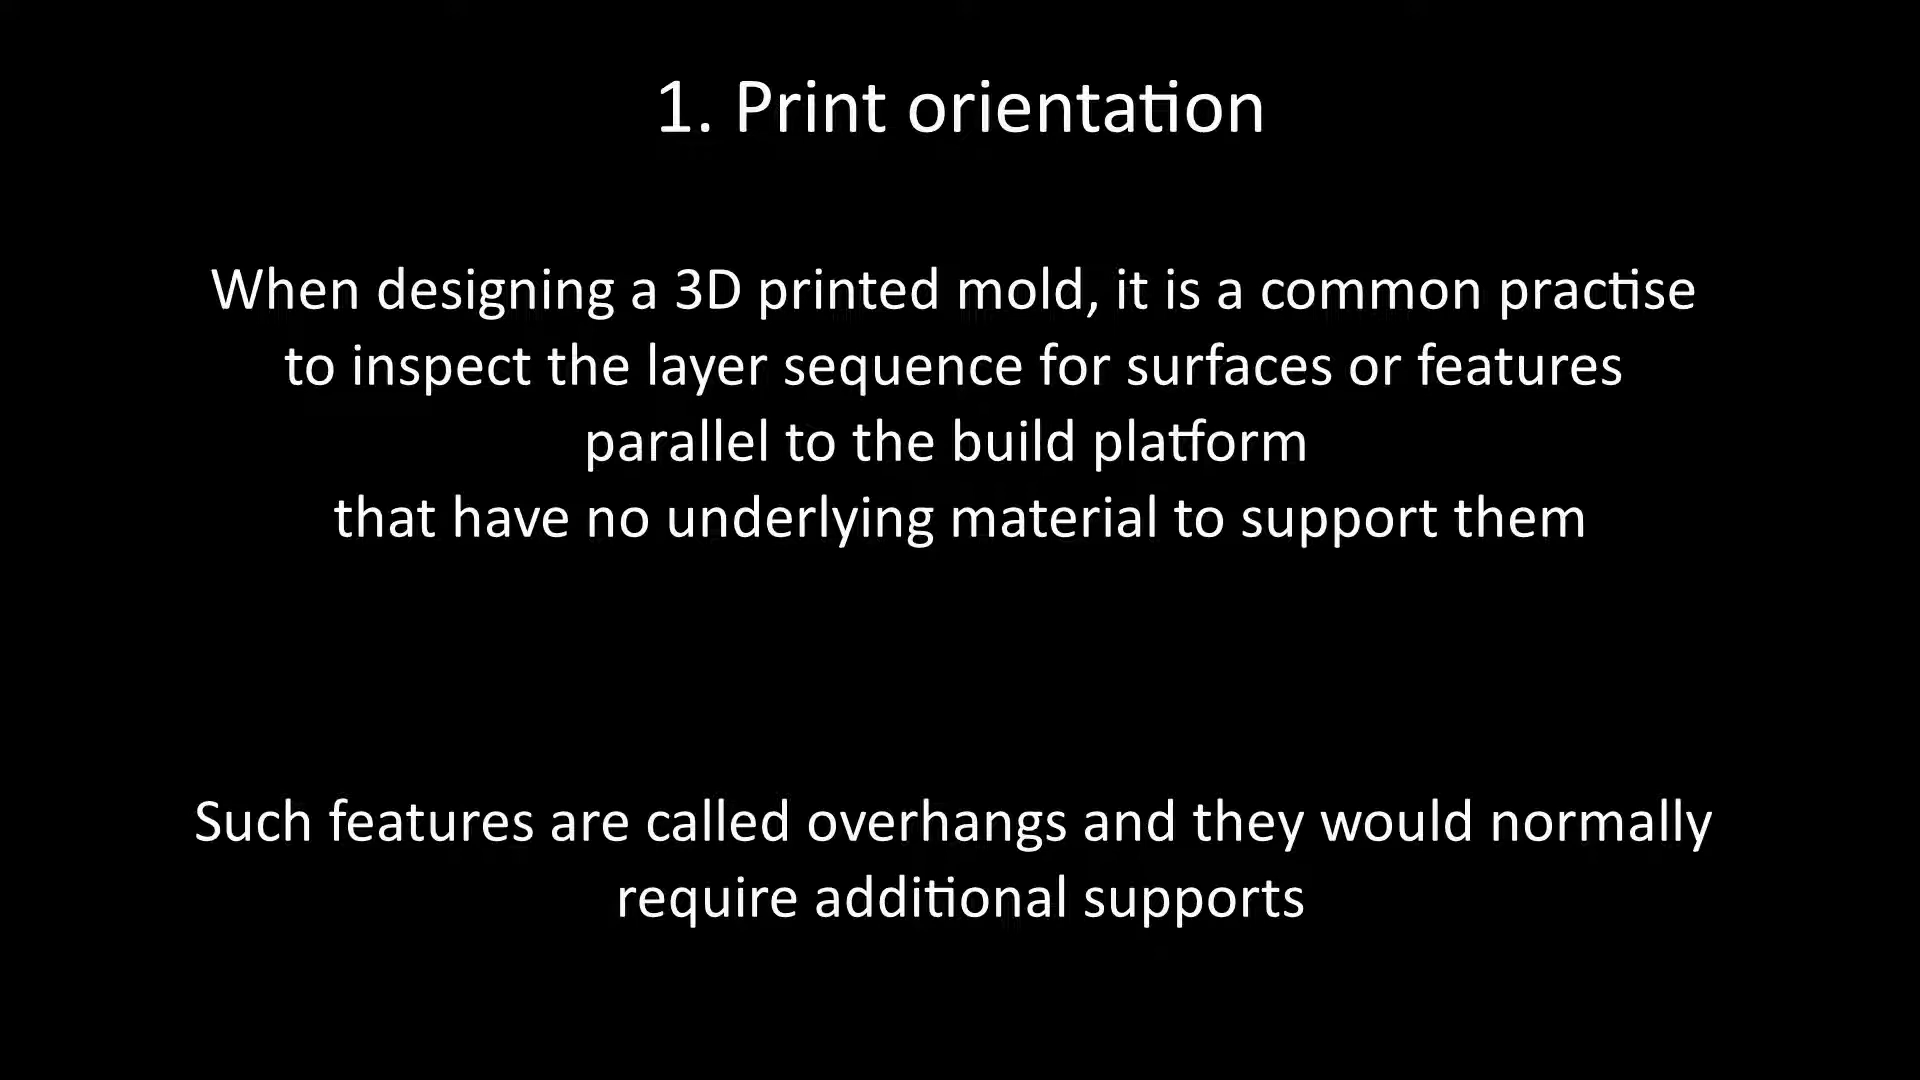 1. Print orientation
When designing a 3D printed mold, it is a common practise
to inspect the layer sequence for surfaces or features
parallel to the build platform
that have no underlying material to support them
Such features are called overhangs and they would normally
require additional supports